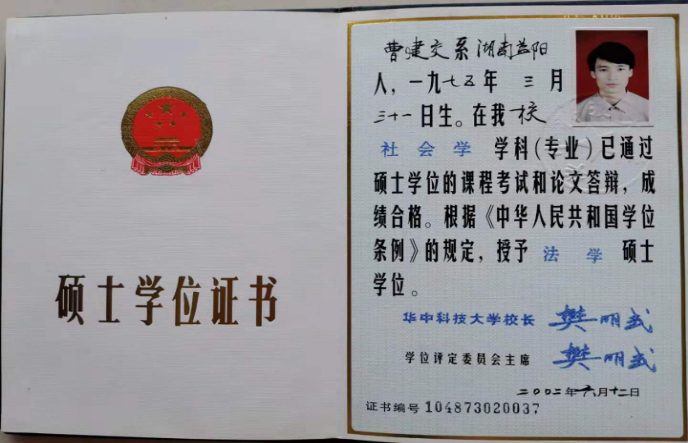 硕士学位证书
曹建交系湖南益阳
人，一九七五年 三 月
三十一日生。在我校
社会学 学科(专业)已通过
硕士学位的课程考试和论文答辩，成
绩合格。根据《中华人民共和国学位
条例》的规定，授予 法 学 硕士
学位。
华中科技大学校长 樊明武
学位评定委员会主席 樊明武
二00二年六月十二日
证书编号 104873020037